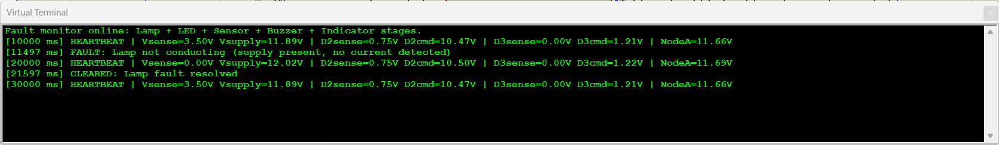 Virtual Terminal
Fault monitor online: Lamp + LED + Sensor + Buzzer + Indicator stages.
[10000 ms] HEARTBEAT | Vsense=3.50V Vsupply=11.89V | D2sense=0.75V D2cmd=10.47V | D3sense=0.00V D3cmd=1.21V | NodeA=11.66V
[11497 ms] FAULT: Lamp not conducting (supply present, no current detected)
[20000 ms] HEARTBEAT | Vsense=0.00V Vsupply=12.02V | D2sense=0.75V D2cmd=10.50V | D3sense=0.00V D3cmd=1.22V | NodeA=11.69V
[21597 ms] CLEARED: Lamp fault resolved
[30000 ms] HEARTBEAT | Vsense=3.50V Vsupply=11.89V | D2sense=0.75V D2cmd=10.47V | D3sense=0.00V D3cmd=1.21V | NodeA=11.66V